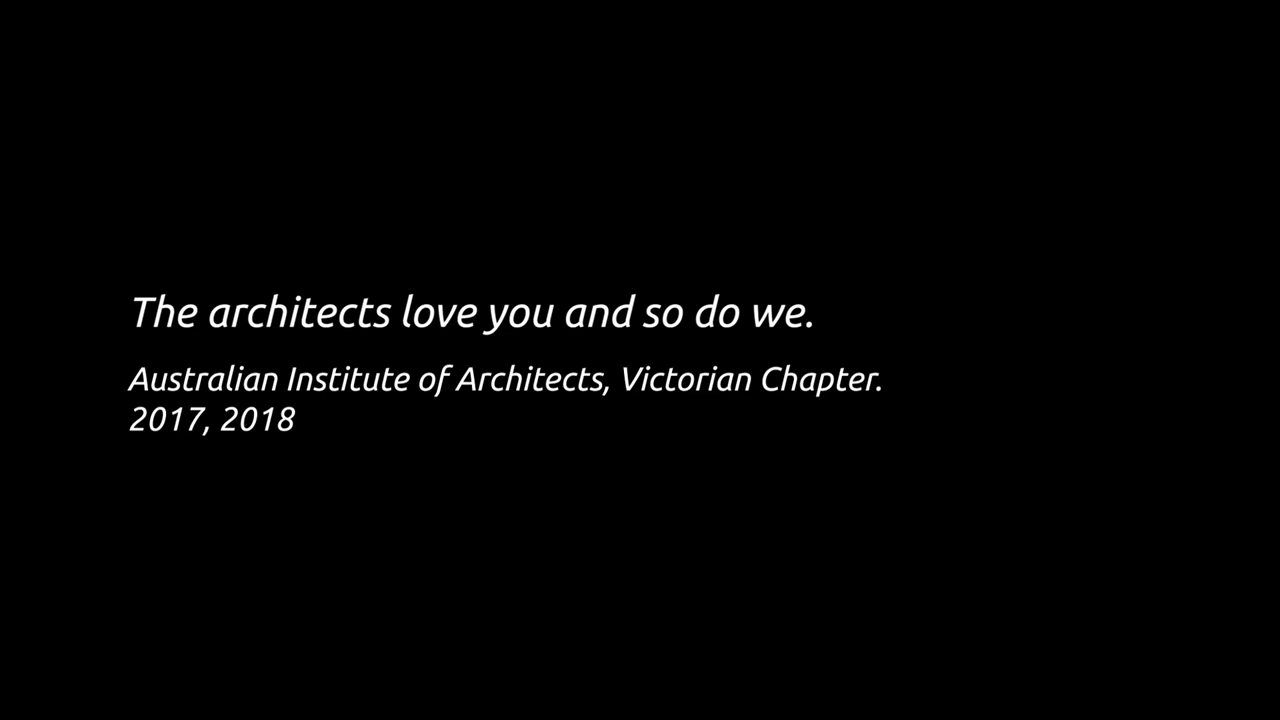 The architects love you and so do we.
Australian Institute of Architects, Victorian Chapter.
2017, 2018